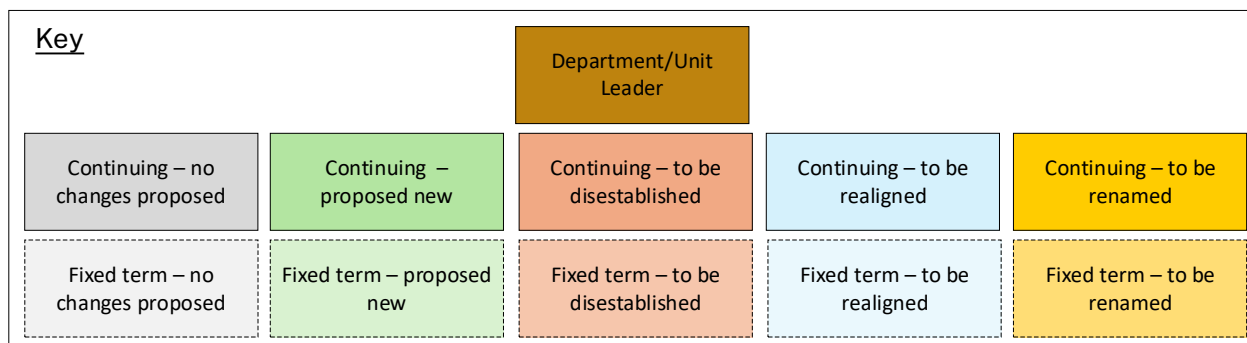 Key
Department/Unit
Leader
Continuing – no
changes proposed
Continuing –
proposed new
Continuing – to be
disestablished
Continuing – to be
realigned
Continuing – to be
renamed
Fixed term – no
changes proposed
Fixed term – proposed
new
Fixed term – to be
disestablished
Fixed term – to be
realigned
Fixed term – to be
renamed